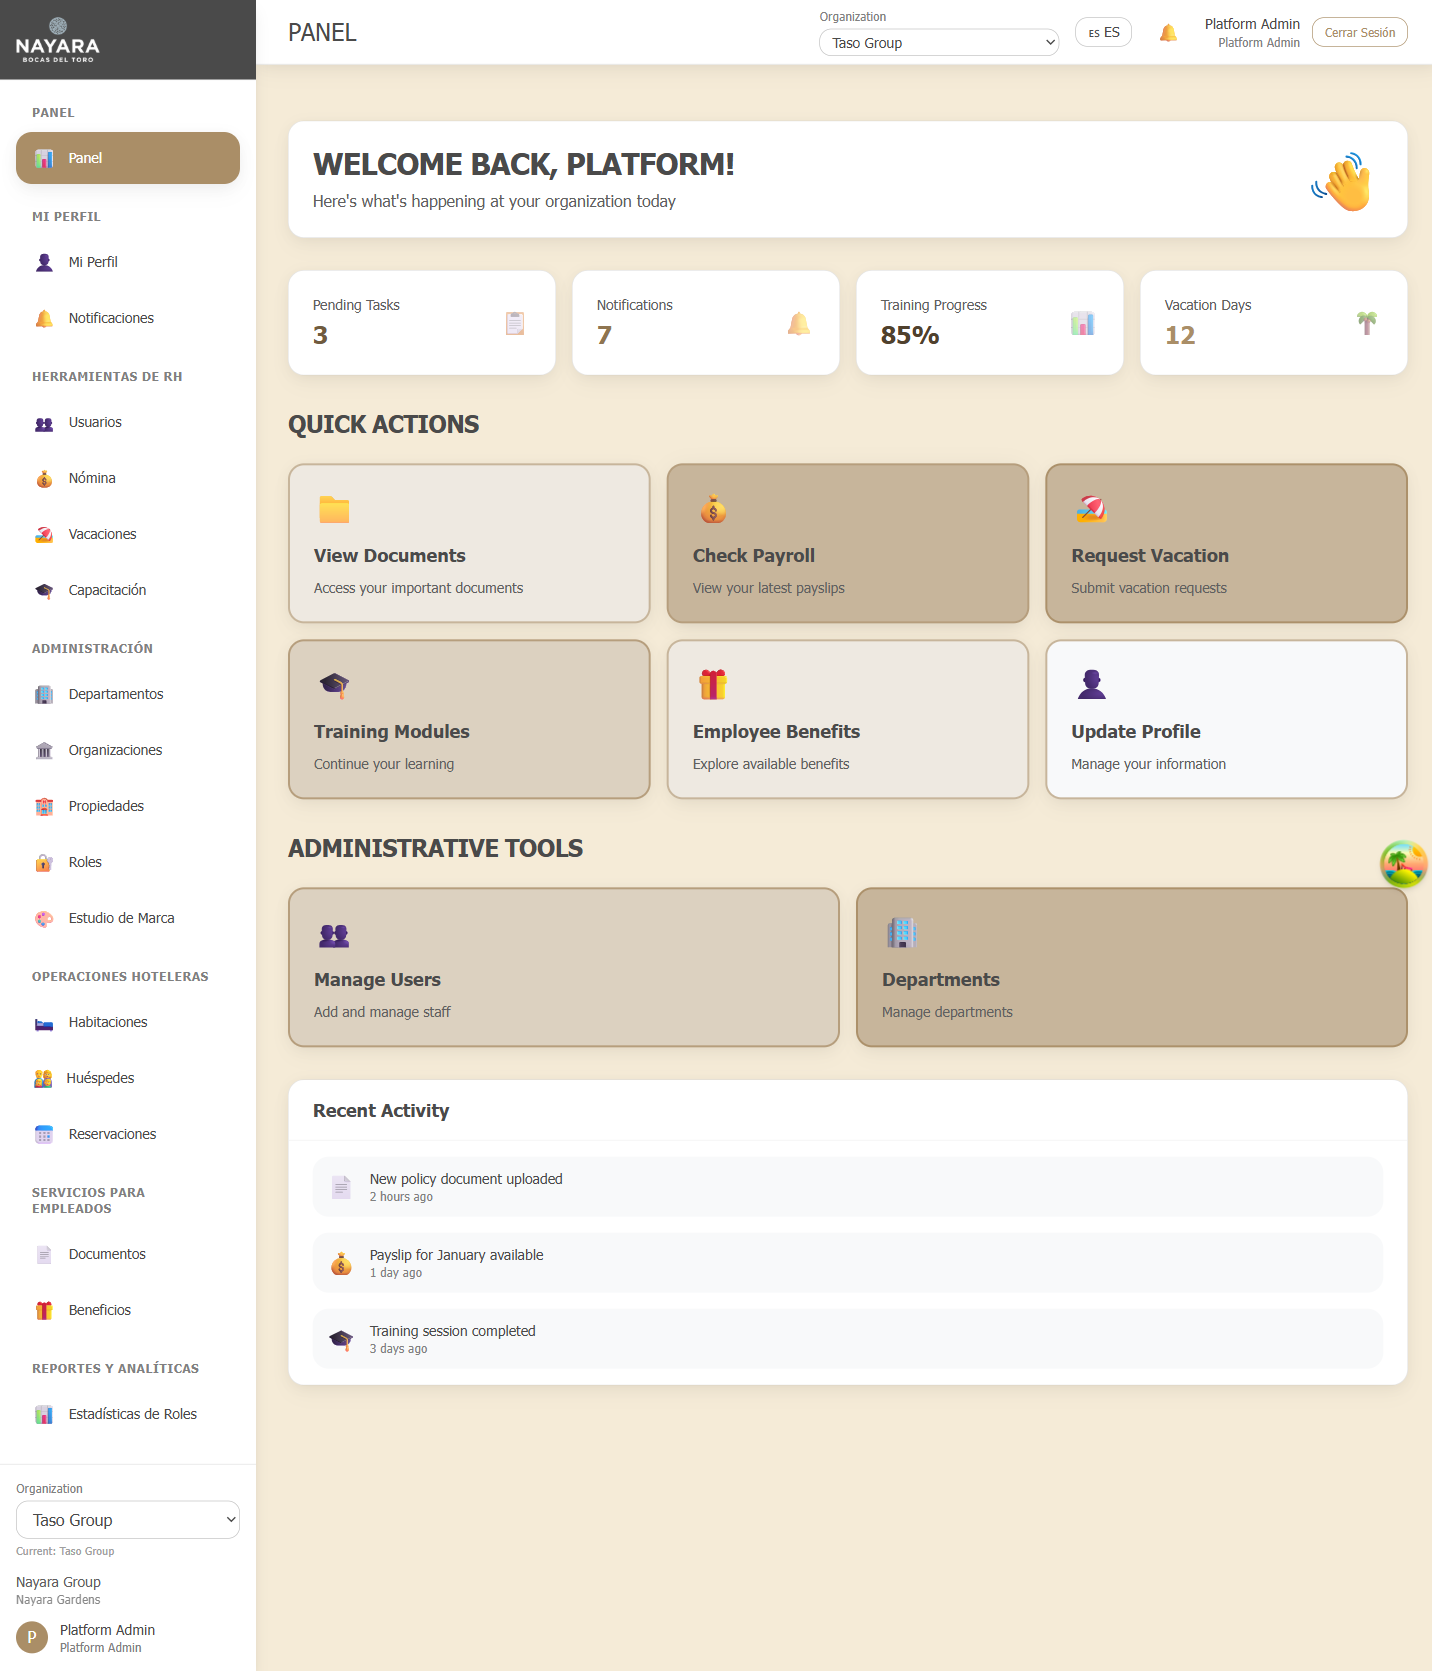 NAYARA
BOCAS DEL TORO
PANEL
Panel
MI PERFIL
Mi Perfil
Notificaciones
HERRAMIENTAS DE RH
Usuarios
Nómina
Vacaciones
Capacitación
ADMINISTRACIÓN
Departamentos
Organizaciones
Propiedades
Roles
Estudio de Marca
OPERACIONES HOTELERAS
Habitaciones
Huéspedes
Reservaciones
SERVICIOS PARA
EMPLEADOS
Documentos
Beneficios
REPORTES Y ANALÍTICAS
Estadísticas de Roles
Organization
Taso Group
Current: Taso Group
Nayara Group
Nayara Gardens
P
Platform Admin
Platform Admin
PANEL
Organization
Taso Group
ES ES
Platform Admin
Platform Admin
Cerrar Sesión
WELCOME BACK, PLATFORM!
Here's what's happening at your organization today
Pending Tasks
3
Notifications
7
Training Progress
85%
Vacation Days
12
QUICK ACTIONS
View Documents
Access your important documents
Check Payroll
View your latest payslips
Request Vacation
Submit vacation requests
Training Modules
Continue your learning
Employee Benefits
Explore available benefits
Update Profile
Manage your information
ADMINISTRATIVE TOOLS
Manage Users
Add and manage staff
Departments
Manage departments
Recent Activity
New policy document uploaded
2 hours ago
Payslip for January available
1 day ago
Training session completed
3 days ago